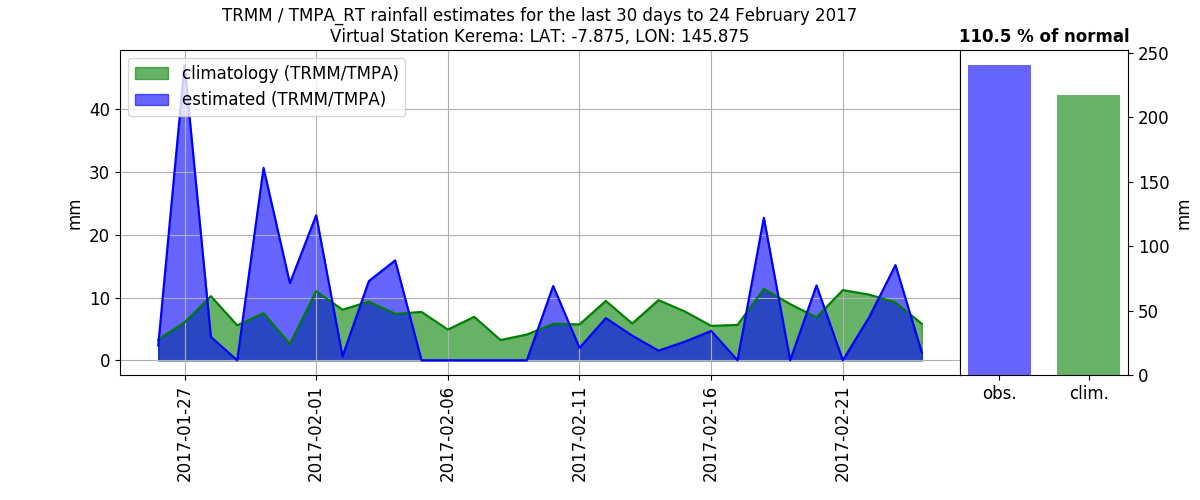 TRMM / TMPA_RT rainfall estimates for the last 30 days to 24 February 2017
Virtual Station Kerema: LAT: -7.875, LON: 145.875
110.5 % of normal
climatology (TRMM/TMPA)
estimated (TRMM/TMPA)
mm
40
30
20
10
0
2017-01-27
2017-02-01
2017-02-06
2017-02-11
2017-02-16
2017-02-21
250
200
150
100
50
0
mm
obs.
clim.